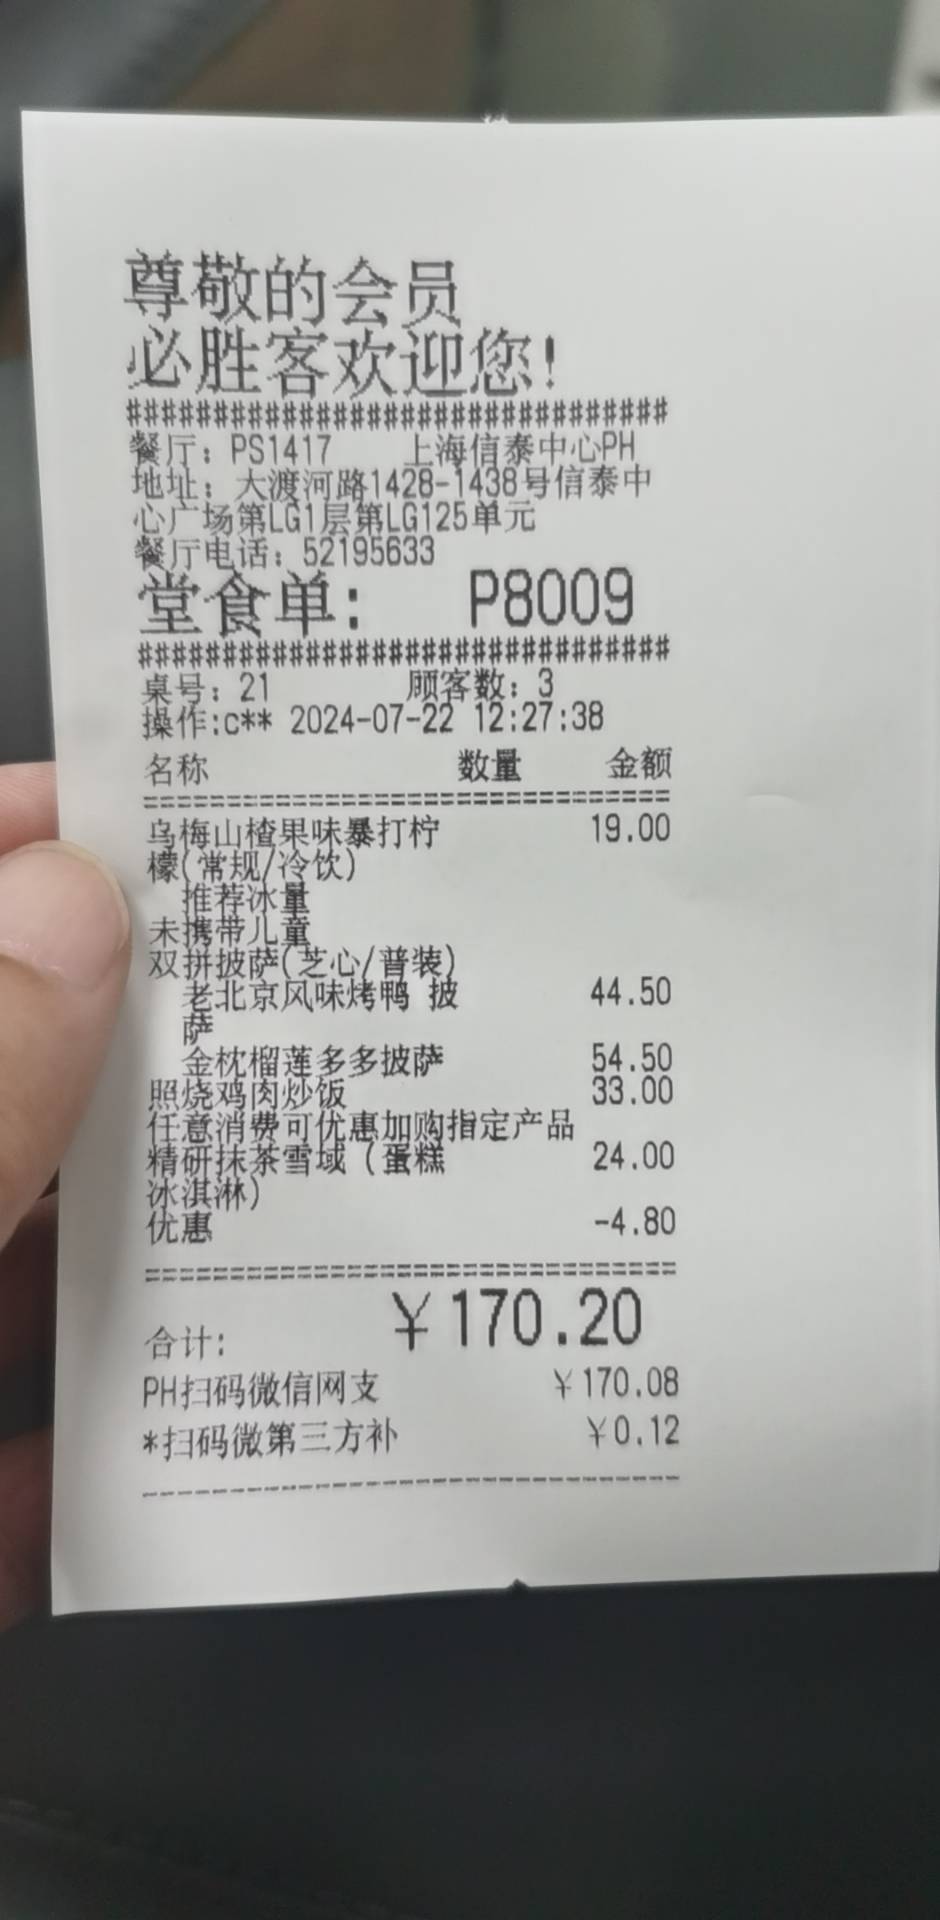 尊敬的会员
必胜客欢迎您!
################################
餐厅: PS1417 上海信泰中心PH
地址: 大渡河路1428-1438号信泰中
心广场第LG1层第LG125单元
餐厅电话: 52195633
堂食单: P8009
################################
桌号: 21 顾客数: 3
操作:c** 2024-07-22 12:27:38
名称 数量 金额
================================
乌梅山楂果味暴打柠 19.00
檬(常规/冷饮)
推荐冰量
未携带儿童
双拼披萨(芝心/普装)
老北京风味烤鸭 披 44.50
萨
金枕榴莲多多披萨 54.50
照烧鸡肉炒饭 33.00
任意消费可优惠加购指定产品
精研抹茶雪域(蛋糕 24.00
冰淇淋)
优惠 -4.80
================================
合计: ¥170.20
PH扫码微信网支 ¥170.08
*扫码微第三方补 ¥0.12
--------------------------------